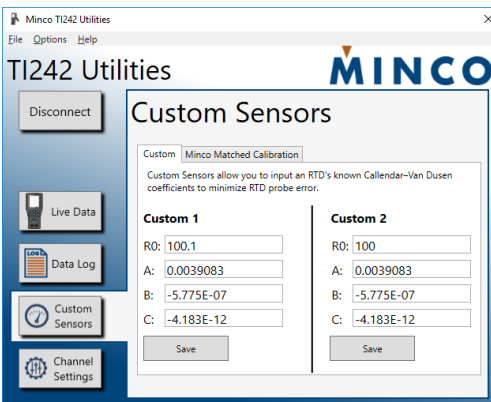 Minco TI242 Utilities
File Options Help
TI242 Utilities
MINCO
Disconnect
Live Data
LOG
Data Log
Custom
Sensors
Channel
Settings
Custom Sensors
Custom Minco Matched Calibration
Custom Sensors allow you to input an RTD's known Callendar–Van Dusen
coefficients to minimize RTD probe error.
Custom 1
R0: 100.1
A: 0.0039083
B: -5.775E-07
C: -4.183E-12
Save
Custom 2
R0: 100
A: 0.0039083
B: -5.775E-07
C: -4.183E-12
Save